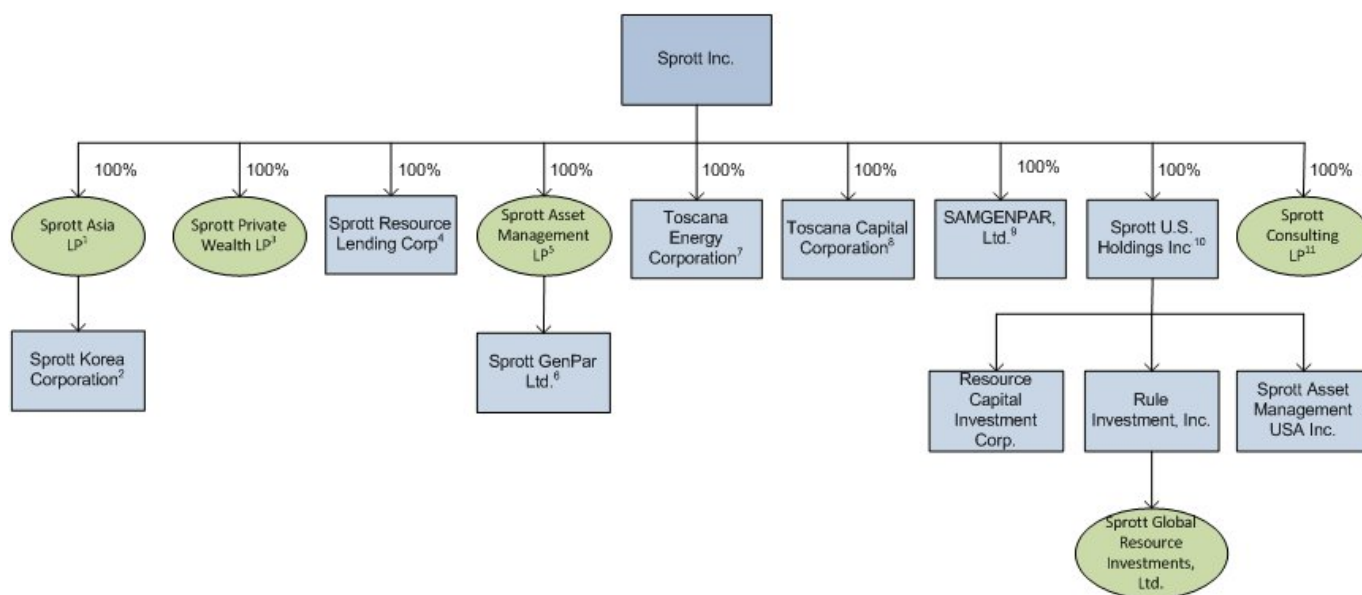 Sprott Inc.
100%
100%
100%
100%
100%
100%
100%
100%
100%
Sprott Asia
LP¹
Sprott Private
Wealth LP³
Sprott Resource
Lending Corp⁴
Sprott Asset
Management
LP⁵
Toscana
Energy
Corporation⁷
Toscana Capital
Corporation⁸
SAMGENPAR,
Ltd.⁹
Sprott U.S.
Holdings Inc ¹⁰
Sprott
Consulting
LP¹¹
Sprott Korea
Corporation²
Sprott GenPar
Ltd.⁶
Resource
Capital
Investment
Corp.
Rule
Investment, Inc.
Sprott Asset
Management
USA Inc.
Sprott Global
Resource
Investments,
Ltd.